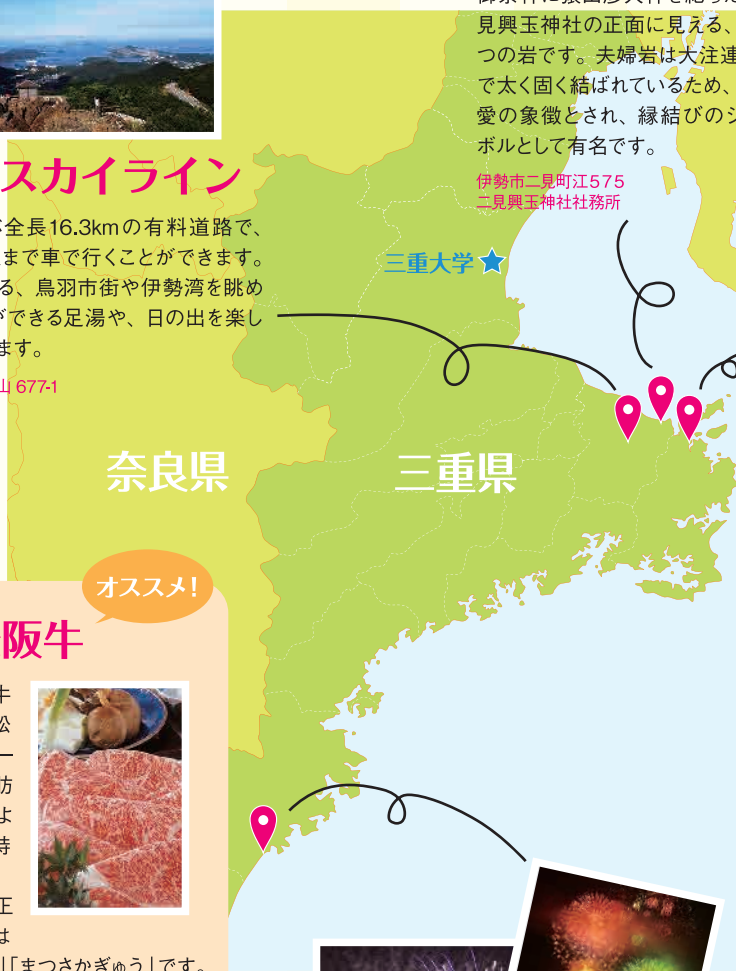 見興玉神社の正面に見える、
つの岩です。夫婦岩は大注連
で太く固く結ばれているため、
愛の象徴とされ、縁結びのシ
ボルとして有名です。
伊勢市二見町江575
二見興玉神社社務所
スカイライン
全長16.3kmの有料道路で、
まで車で行くことができます。
る、鳥羽市街や伊勢湾を眺め
ができる足湯や、日の出を楽し
ます。
山 677-1
三重大学
奈良県
三重県
オススメ!
阪牛
牛
松
一
肪
よ
特
正
は
「まつさかぎゅう」です。